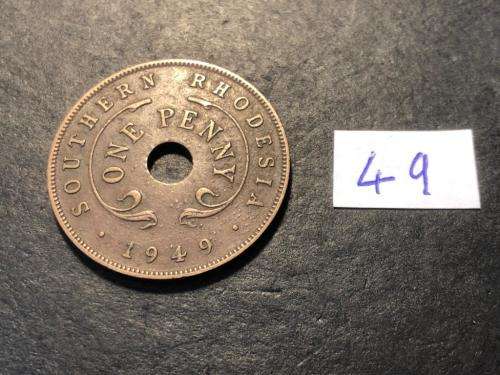 SOUTHERN RHODESIA
ONE PENNY
· 1949 ·
49